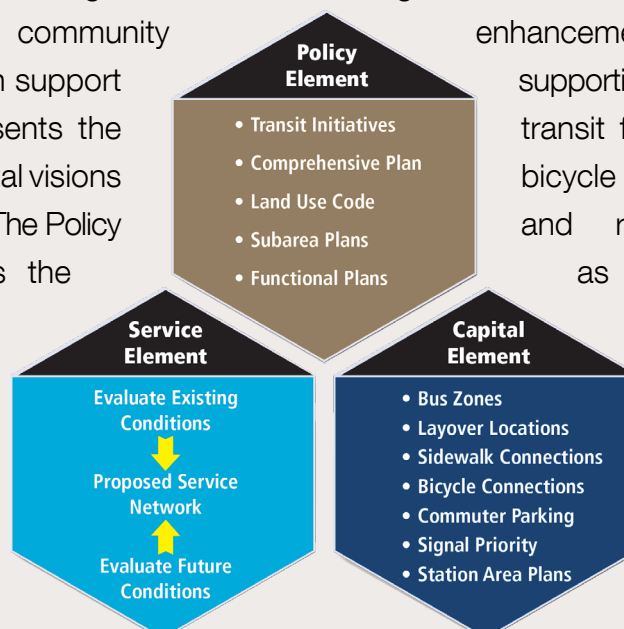 community
support
the
visions
The Policy
the
enhanceme
supporti
transit f
bicycle
and
as
Policy
Element
• Transit Initiatives
• Comprehensive Plan
• Land Use Code
• Subarea Plans
• Functional Plans
Service
Element
Evaluate Existing
Conditions
Proposed Service
Network
Evaluate Future
Conditions
Capital
Element
• Bus Zones
• Layover Locations
• Sidewalk Connections
• Bicycle Connections
• Commuter Parking
• Signal Priority
• Station Area Plans